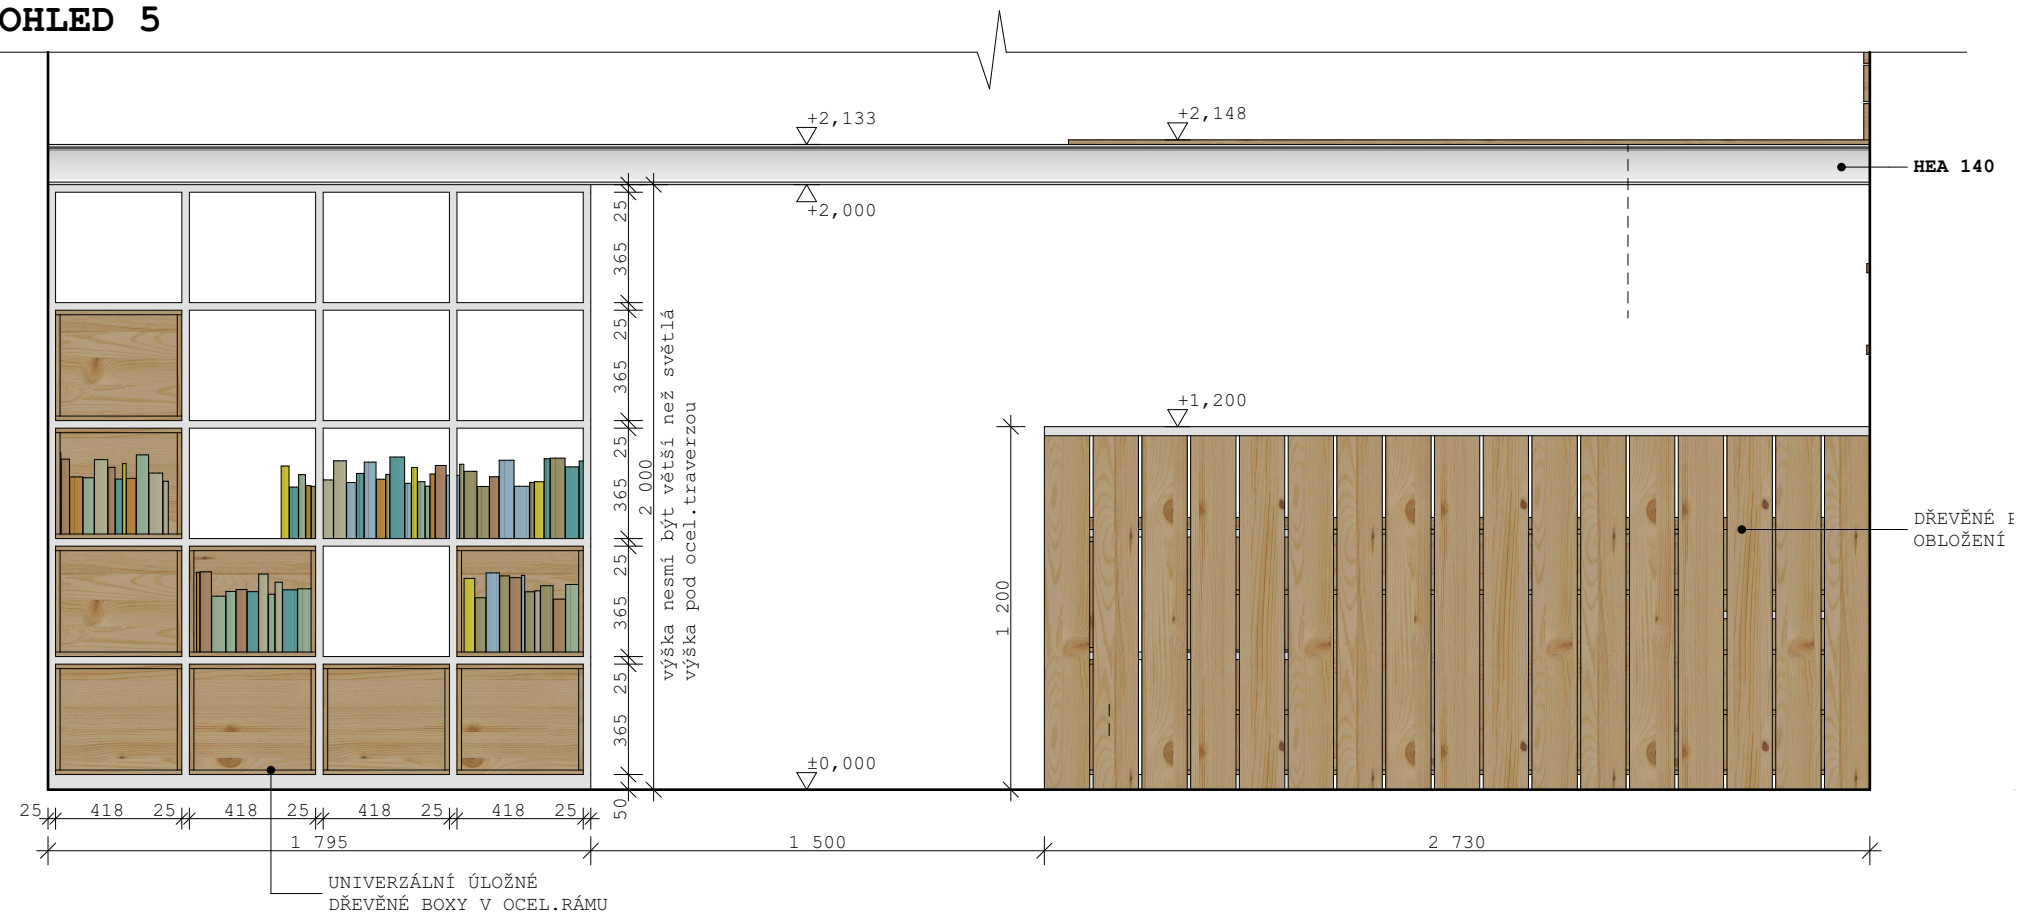 OHLED 5
+2,133
+2,148
HEA 140
+2,000
25
365
25
365
25
365
25
365
25
365
50
2 000
výška nesmí být větší než světlá
výška pod ocel.traverzou
+1,200
1 200
DŘEVĚNÉ
OBLOŽENÍ
±0,000
25 418 25 418 25 418 25 418 25
1 795 1 500 2 730
UNIVERZÁLNÍ ÚLOŽNÉ
DŘEVĚNÉ BOXY V OCEL.RÁMU